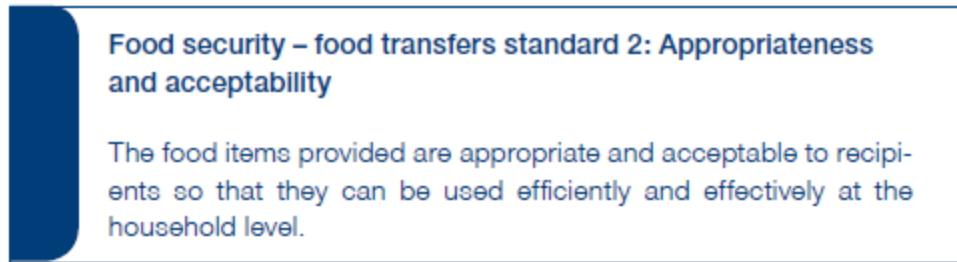 Food security – food transfers standard 2: Appropriateness
and acceptability
The food items provided are appropriate and acceptable to recipi-
ents so that they can be used efficiently and effectively at the
household level.